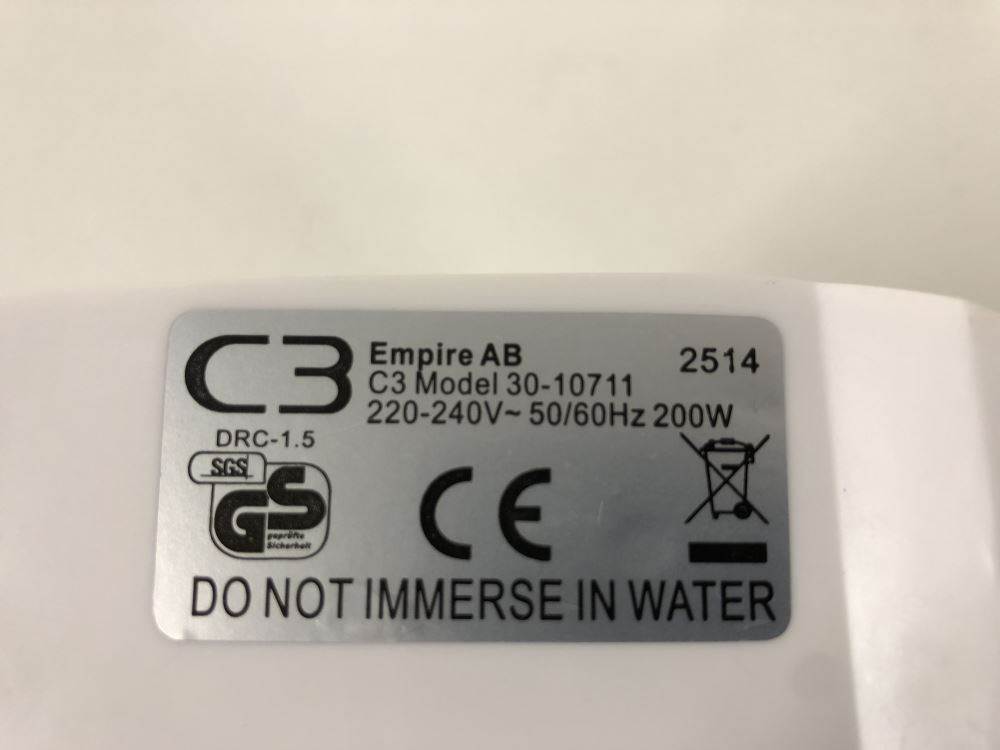 C3
Empire AB
2514
C3 Model 30-10711
220-240V~ 50/60Hz 200W
DRC-1.5
SGS
GS
geprüfte
Sicherheit
CE
DO NOT IMMERSE IN WATER